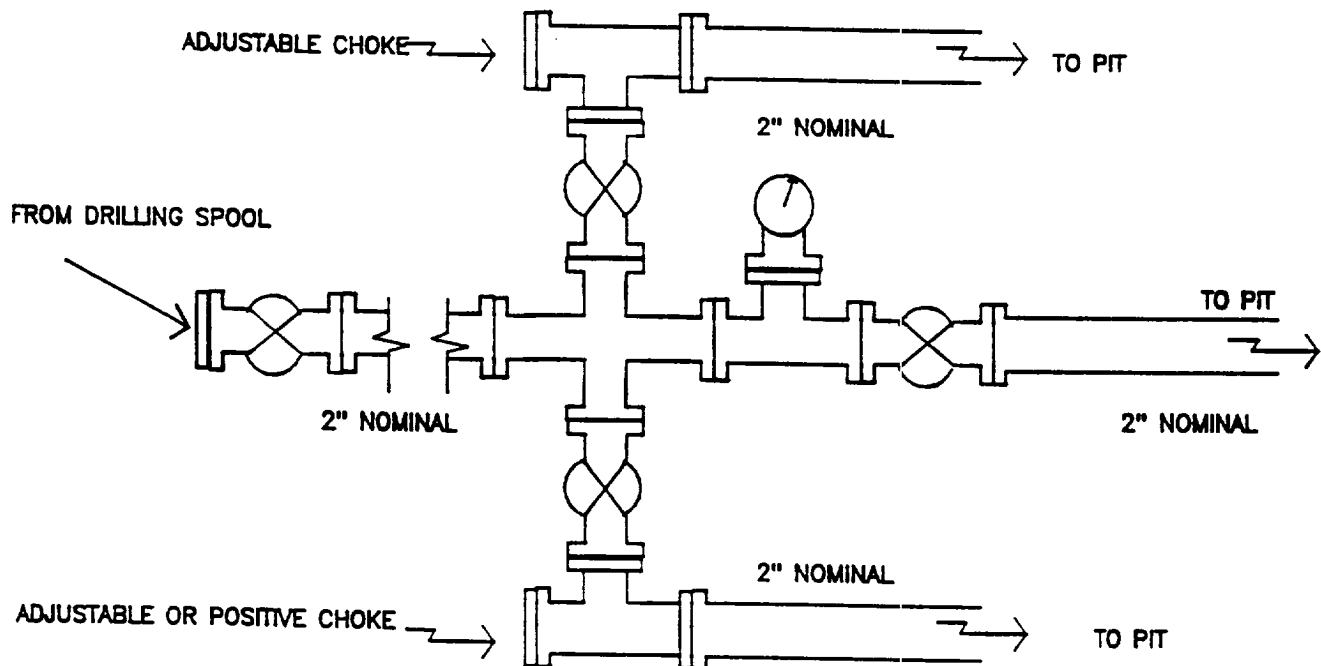 ADJUSTABLE CHOKE
TO PIT
2" NOMINAL
FROM DRILLING SPOOL
TO PIT
2" NOMINAL
2" NOMINAL
2" NOMINAL
ADJUSTABLE OR POSITIVE CHOKE
TO PIT